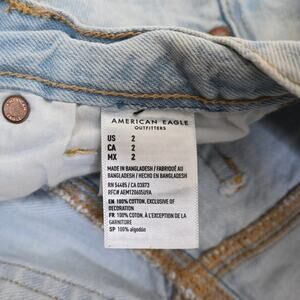 AMERICAN EAGLE
OUTFITTERS
US 2
CA 2
MX 2
MADE IN BANGLADESH / FABRIQUÉ AU
BANGLADESH / HECHO EN BANGLADESH
RN 54485 / CA 03873
RFC# AEMT20605U9A
EN: 100% COTTON, EXCLUSIVE OF
DECORATION
FR: 100% COTON, À L'EXCEPTION DE LA
GARNITURE
SP: 100% algodón